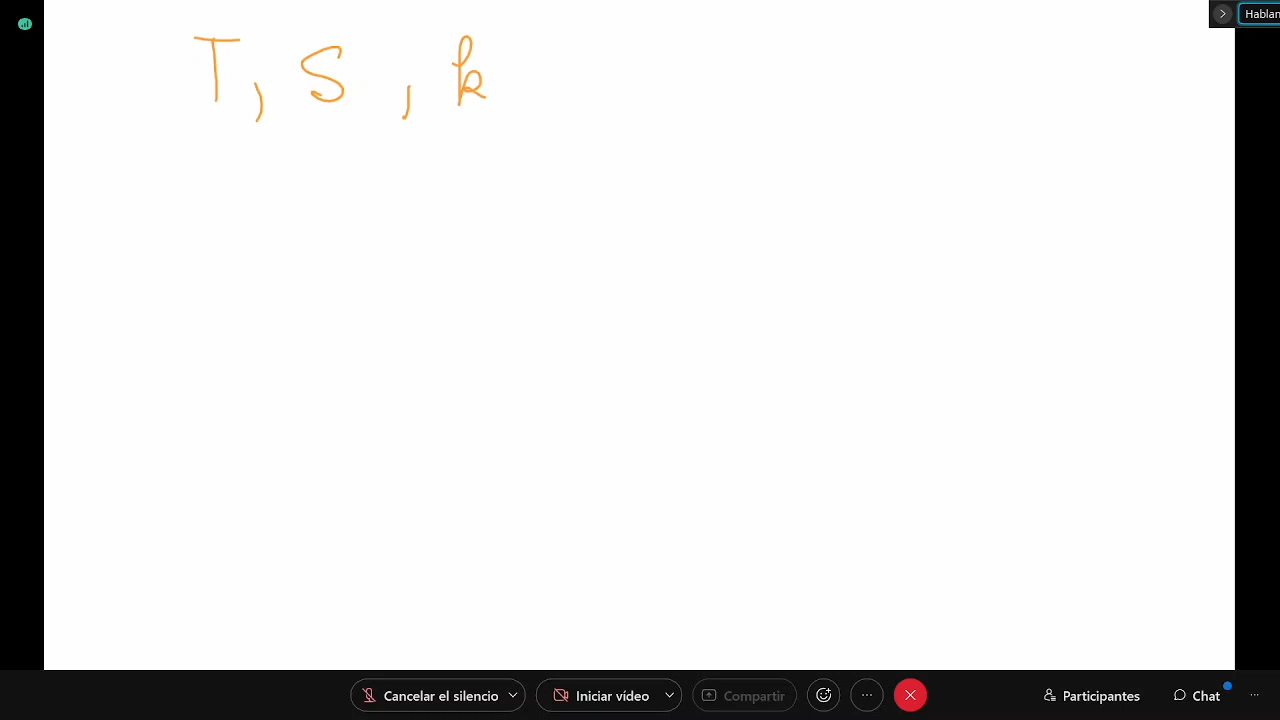 Hablan
T, S, k
Cancelar el silencio
Iniciar vídeo
Compartir
Participantes
Chat